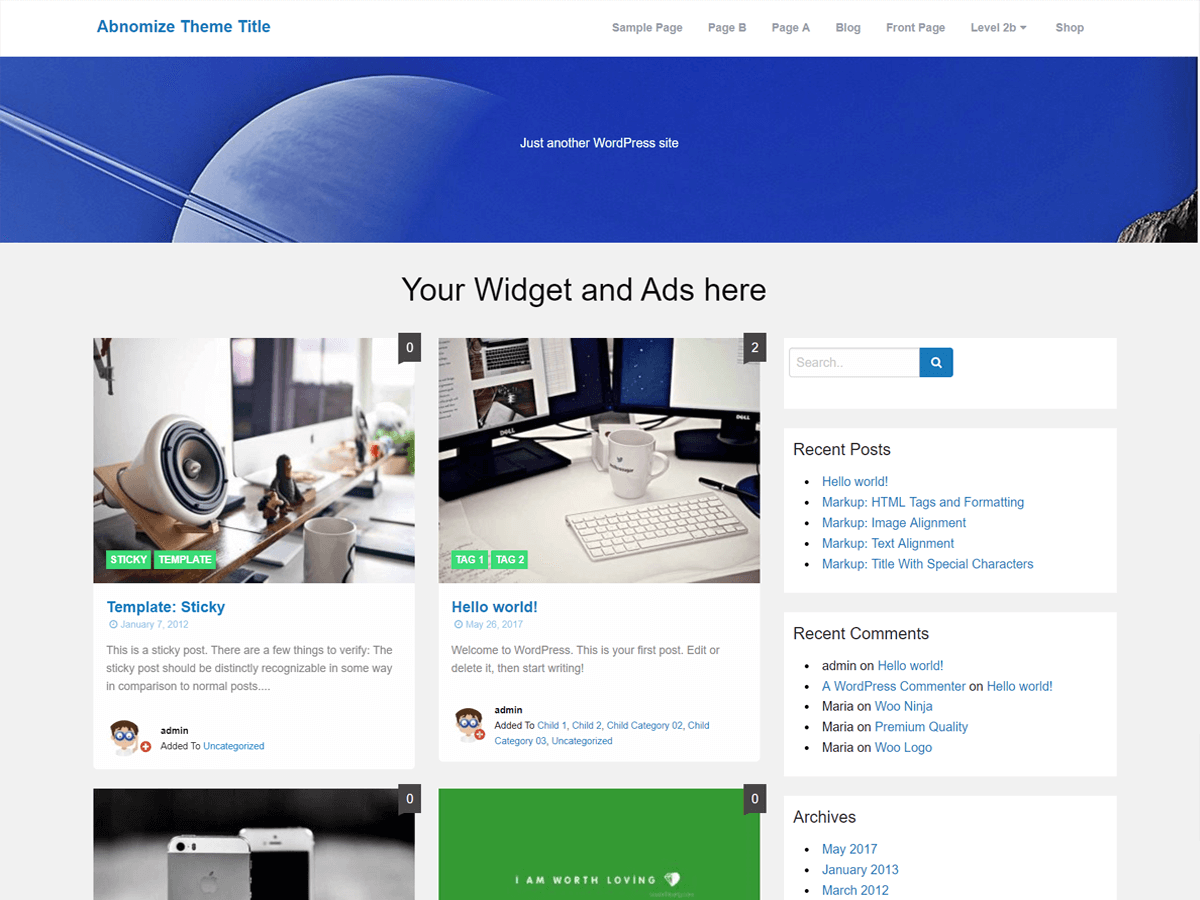 Abnomize Theme Title
Sample Page Page B Page A Blog Front Page Level 2b Shop
Just another WordPress site
Your Widget and Ads here
0
STICKY TEMPLATE
Template: Sticky
January 7, 2012
This is a sticky post. There are a few things to verify: The
sticky post should be distinctly recognizable in some way
in comparison to normal posts....
admin
Added To Uncategorized
2
DELL
DELL
TAG 1 TAG 2
Hello world!
May 26, 2017
Welcome to WordPress. This is your first post. Edit or
delete it, then start writing!
admin
Added To Child 1, Child 2, Child Category 02, Child
Category 03, Uncategorized
0
0
I AM WORTH LOVING
Search..
Recent Posts
Hello world!
Markup: HTML Tags and Formatting
Markup: Image Alignment
Markup: Text Alignment
Markup: Title With Special Characters
Recent Comments
admin on Hello world!
A WordPress Commenter on Hello world!
Maria on Woo Ninja
Maria on Premium Quality
Maria on Woo Logo
Archives
May 2017
January 2013
March 2012